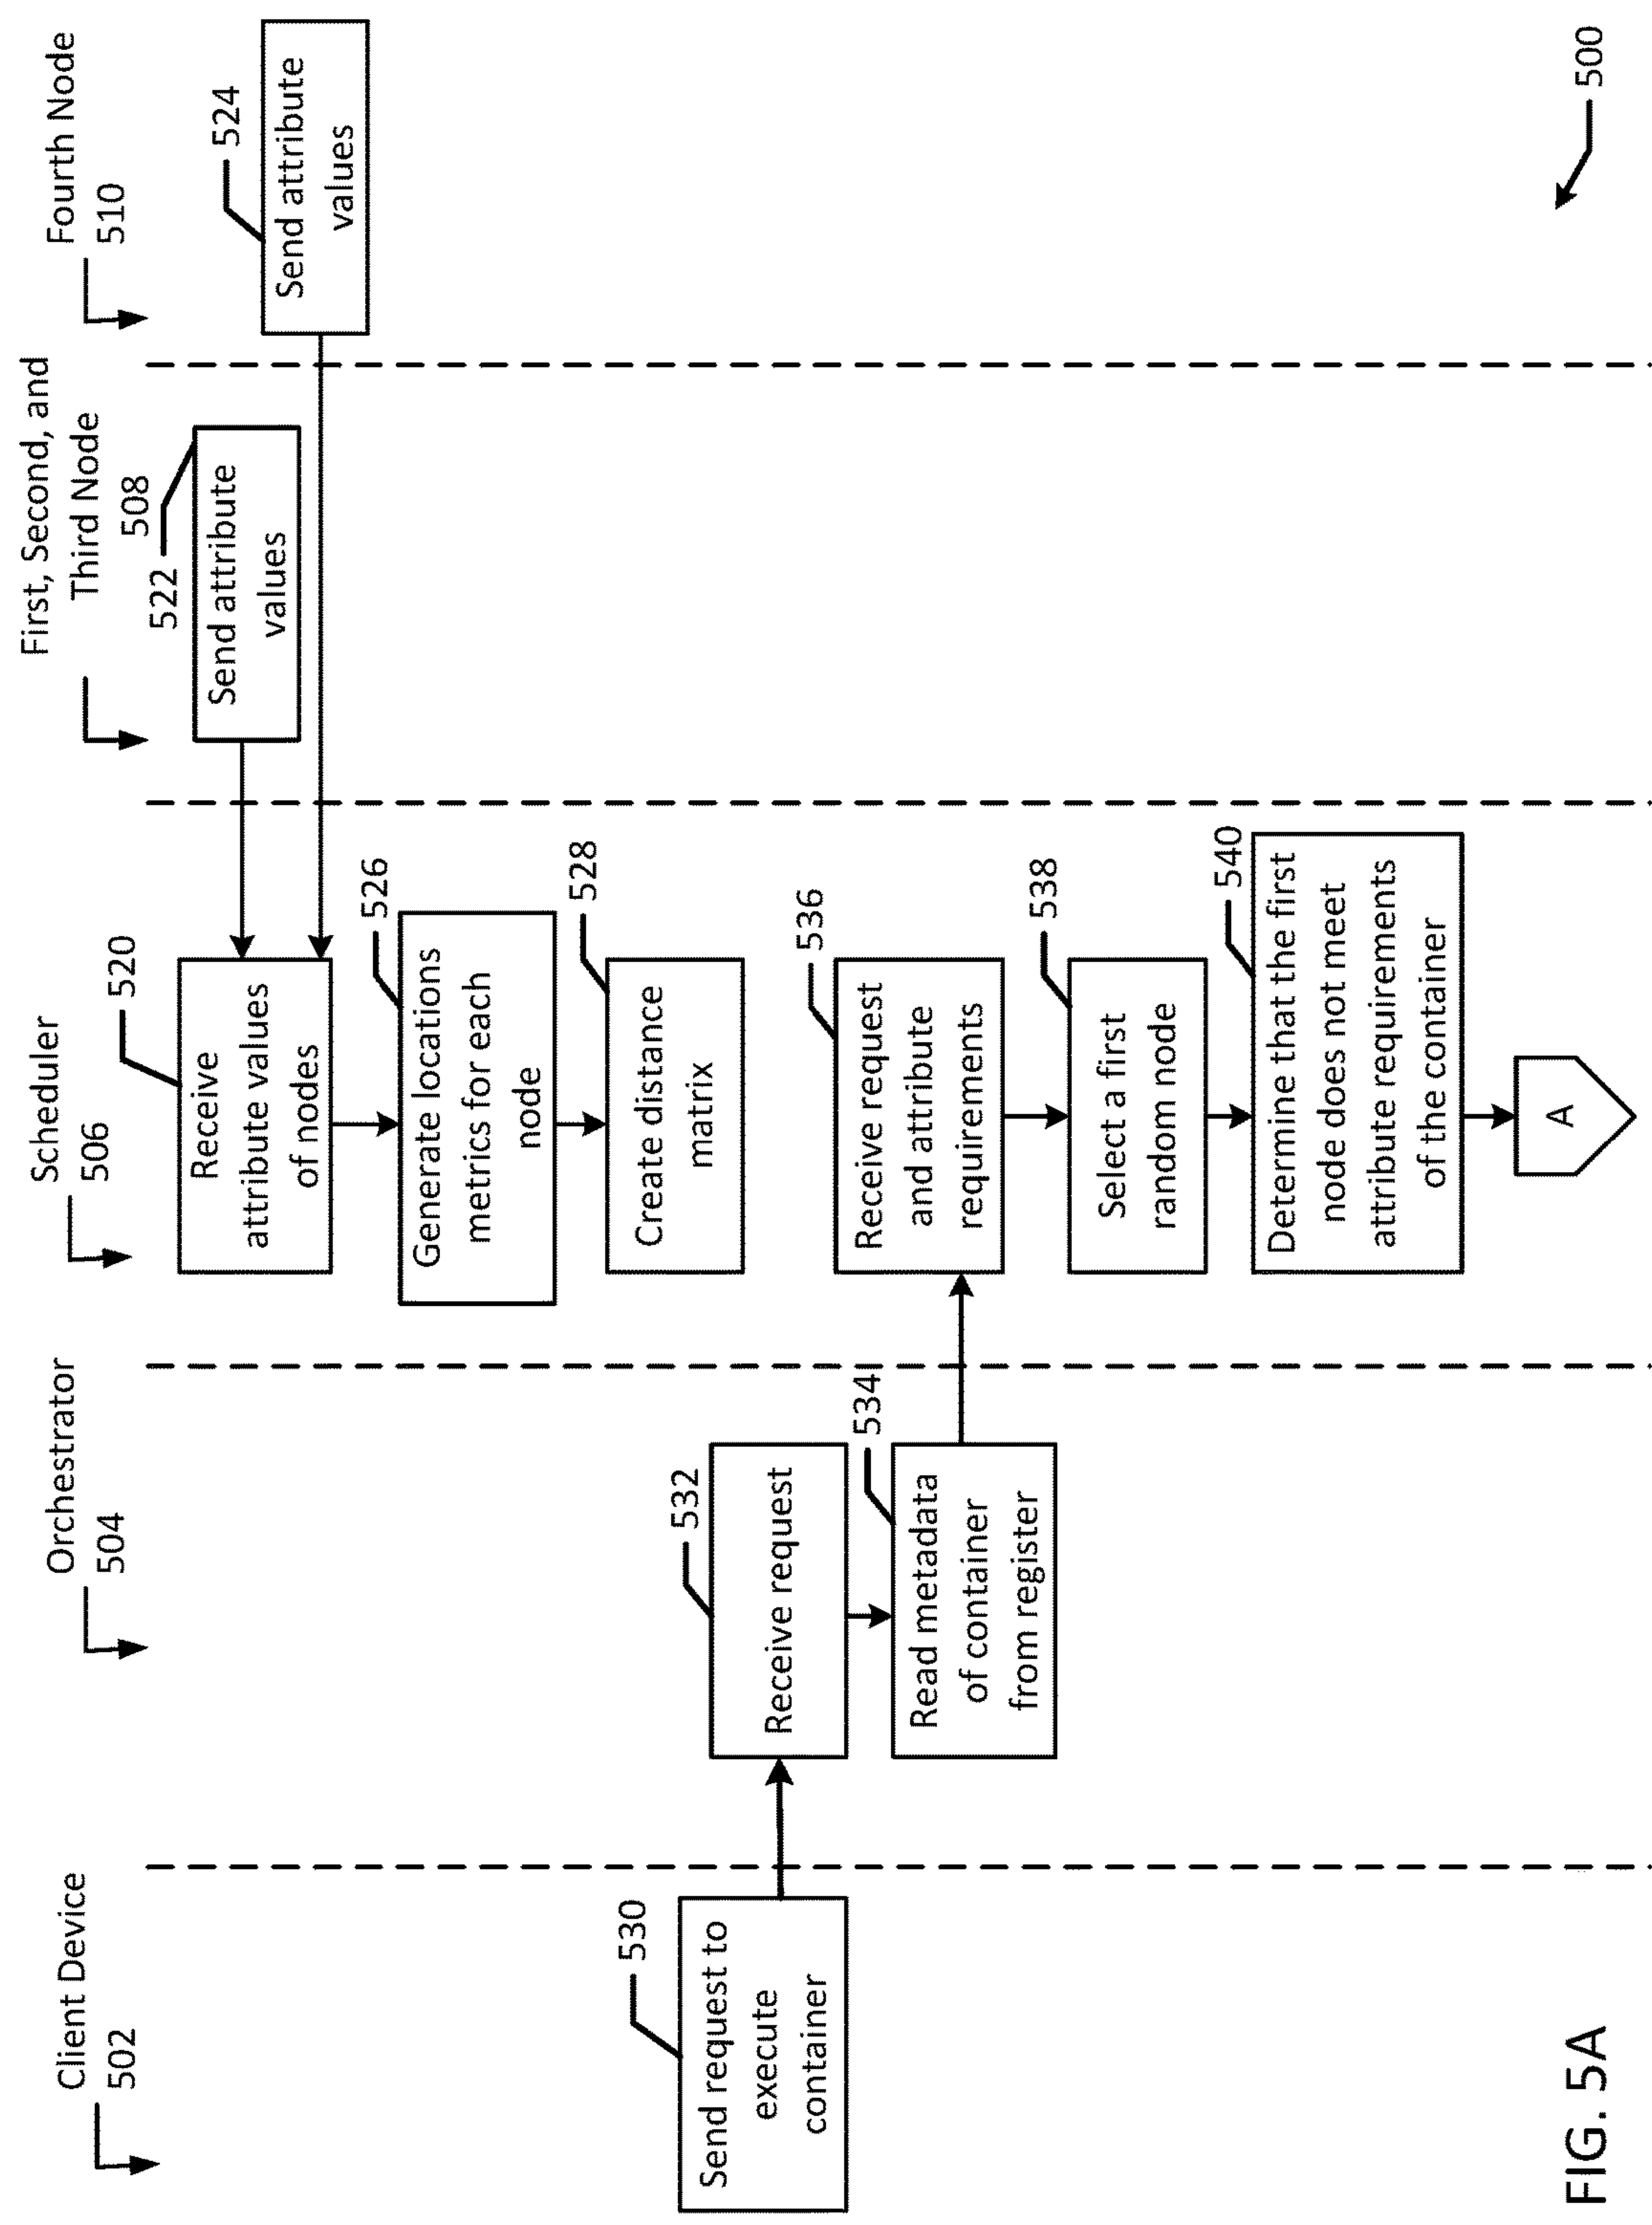 Client Device
502
Orchestrator
504
Scheduler
506
First, Second, and
Third Node
508
Fourth Node
510
520
Receive
attribute values
of nodes
522
Send attribute
values
524
Send attribute
values
526
Generate locations
metrics for each
node
528
Create distance
matrix
530
Send request to
execute
container
532
Receive request
534
Read metadata
of container
from register
536
Receive request
and attribute
requirements
538
Select a first
random node
540
Determine that the first
node does not meet
attribute requirements
of the container
A
500
FIG. 5A